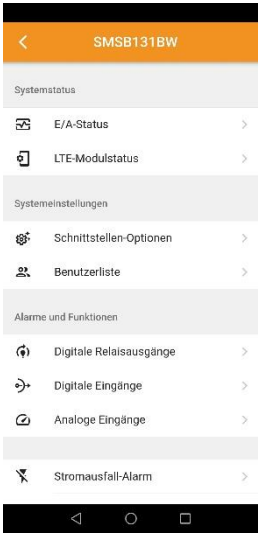 SMSB131BW
Systemstatus
E/A-Status
LTE-Modulstatus
Systemeinstellungen
Schnittstellen-Optionen
Benutzerliste
Alarme und Funktionen
Digitale Relaisausgänge
Digitale Eingänge
Analoge Eingänge
Stromausfall-Alarm